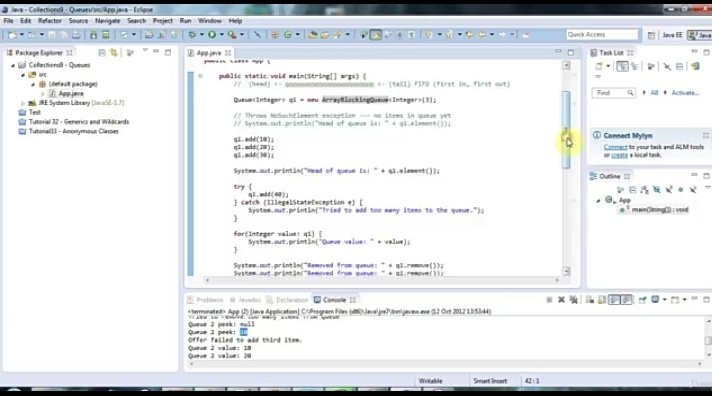 Java - Collections9 - Queues/src/App.java - Eclipse
File Edit Refactor Source Navigate Search Project Run Window Help
Quick Access
Java EE
Java
Package Explorer
Collections9 - Queues
src
(default package)
App.java
JRE System Library [JavaSE-1.7]
Test
Tutorial 32 - Generics and Wildcards
Tutorial33 - Anonymous Classes
App.java
public class App {
public static void main(String[] args) {
(tail) FIFO (first in, first out)
Queue<Integer> q1 = new ArrayBlockingQueue<Integer>(3);
// Throws NoSuchElement exception --- no items in queue yet
// System.out.println("Head of queue is: " + q1.element());
q1.add(10);
q1.add(20);
q1.add(30);
System.out.println("Head of queue is: " + q1.element());
try {
q1.add(40);
} catch (IllegalStateException e) {
System.out.println("Tried to add too many items to the queue.");
}
for(Integer value: q1) {
System.out.println("Queue value: " + value);
}
System.out.println("Removed from queue: " + q1.remove());
System.out.println("Removed from queue: " + q1.remove());
Task List
Find
All
Activate...
Connect Mylyn
Connect to your task and ALM tools
or create a local task.
Outline
App
main(String[]) : void
Problems Javadoc Declaration Console
<terminated> App (2) [Java Application] C:\Program Files (x86)\Java\jre7\bin\javaw.exe (12 Oct 2012 13:53:44)
Tried to remove too many items from queue
Queue 2 peek: null
Queue 2 peek: 10
Offer failed to add third item.
Queue 2 value: 10
Queue 2 value: 20
Writable
Smart Insert
42 : 1